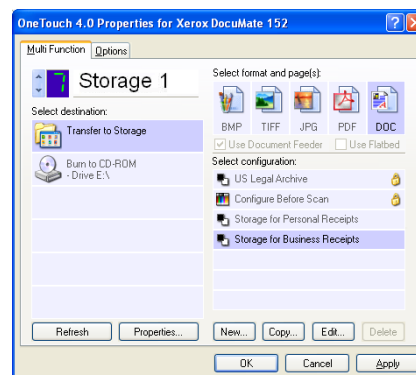 OneTouch 4.0 Properties for Xerox DocuMate 152
Multi Function
Options
7
Storage 1
Select destination:
Transfer to Storage
Burn to CD-ROM
- Drive E:\
Refresh
Properties...
Select format and page(s):
BMP TIFF JPG PDF DOC
Use Document Feeder
Use Flatbed
Select configuration:
US Legal Archive
Configure Before Scan
Storage for Personal Receipts
Storage for Business Receipts
New...
Copy...
Edit...
Delete
OK
Cancel
Apply